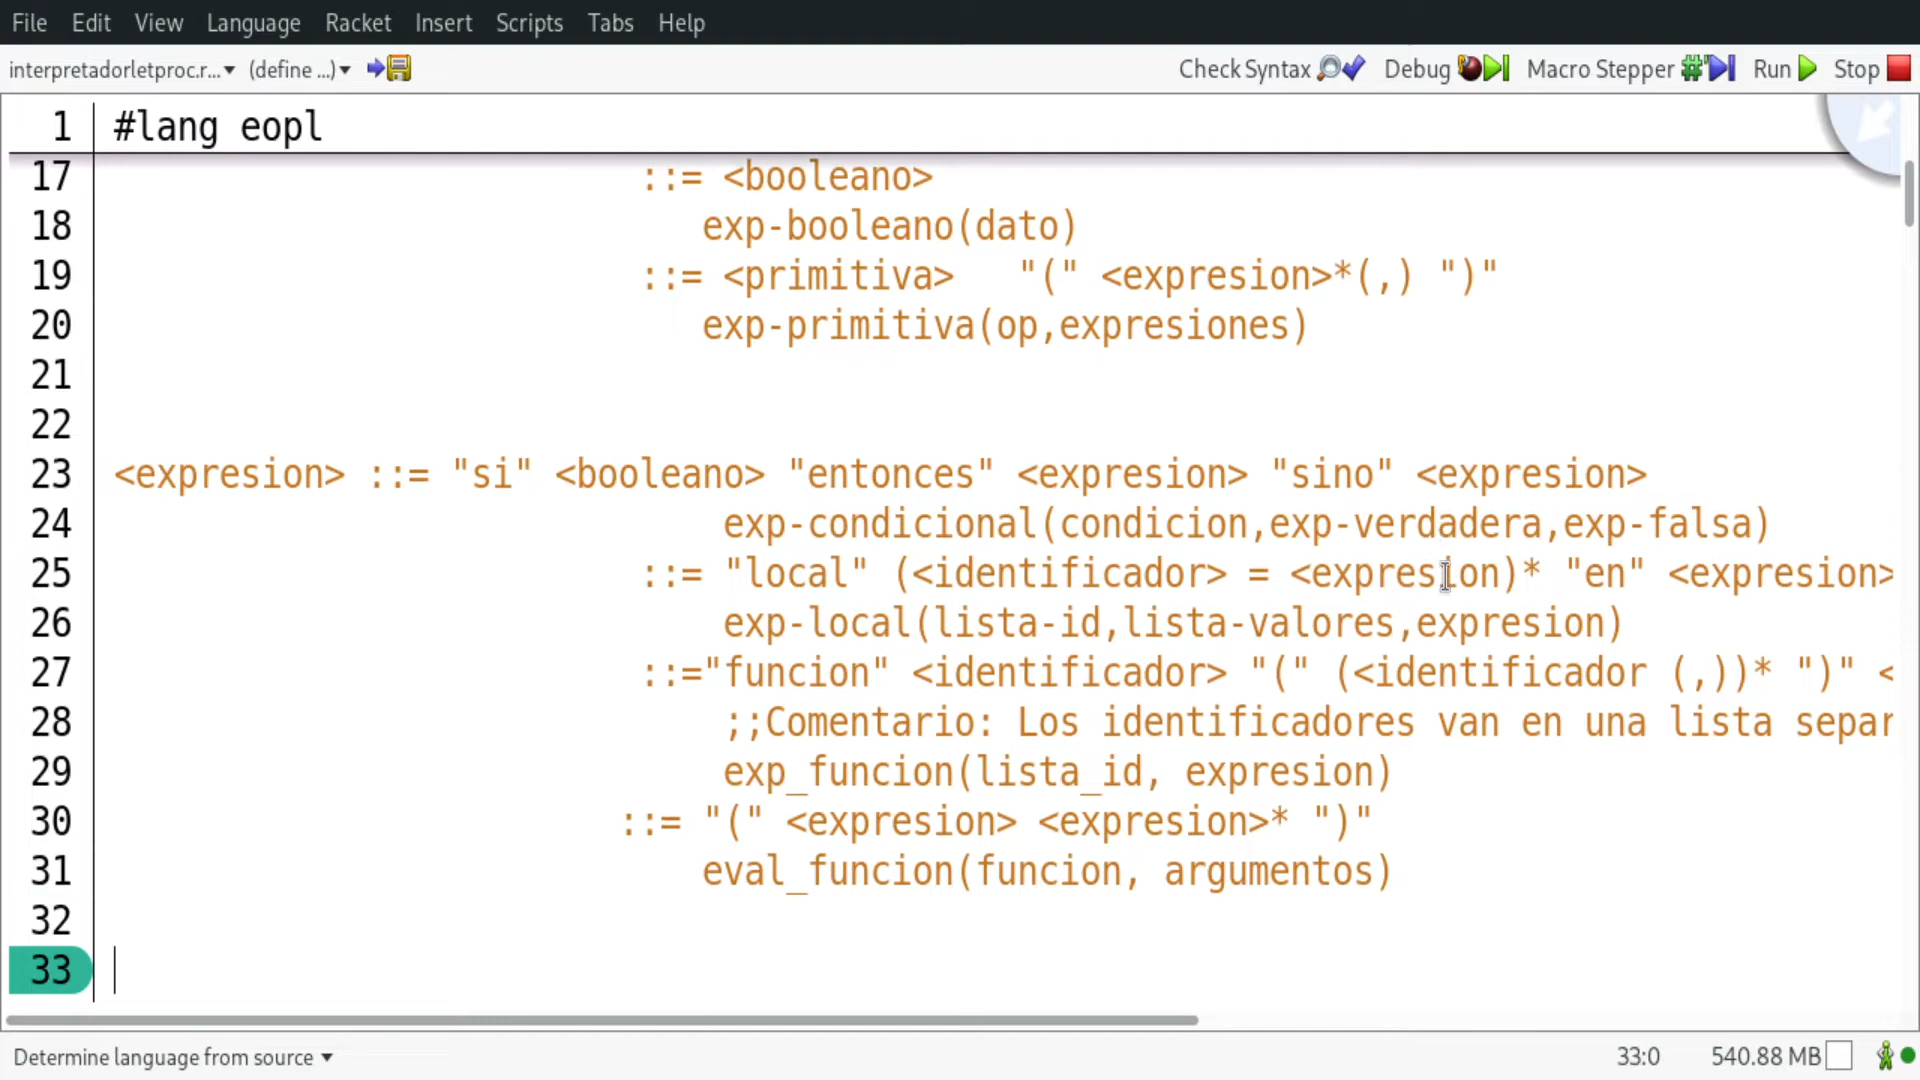 File Edit View Language Racket Insert Scripts Tabs Help
interpretadorletproc.r... (define ...) Check Syntax Debug Macro Stepper Run Stop
1 #lang eopl
17 ::= <booleano>
18 exp-booleano(dato)
19 ::= <primitiva> "(" <expresion>*(,) ")"
20 exp-primitiva(op,expresiones)
21
22
23 <expresion> ::= "si" <booleano> "entonces" <expresion> "sino" <expresion>
24 exp-condicional(condicion,exp-verdadera,exp-falsa)
25 ::= "local" (<identificador> = <expresion)* "en" <expresion>
26 exp-local(lista-id,lista-valores,expresion)
27 ::="funcion" <identificador> "(" (<identificador (,))* ")" <
28 ;;Comentario: Los identificadores van en una lista separ
29 exp_funcion(lista_id, expresion)
30 ::= "(" <expresion> <expresion>* ")"
31 eval_funcion(funcion, argumentos)
32
33
Determine language from source 33:0 540.88 MB